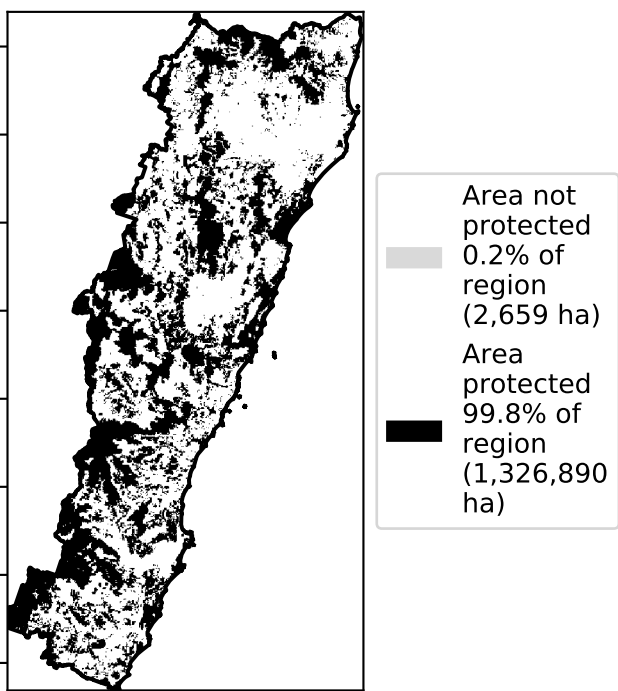 Area not
protected
0.2% of
region
(2,659 ha)
Area
protected
99.8% of
region
(1,326,890
ha)